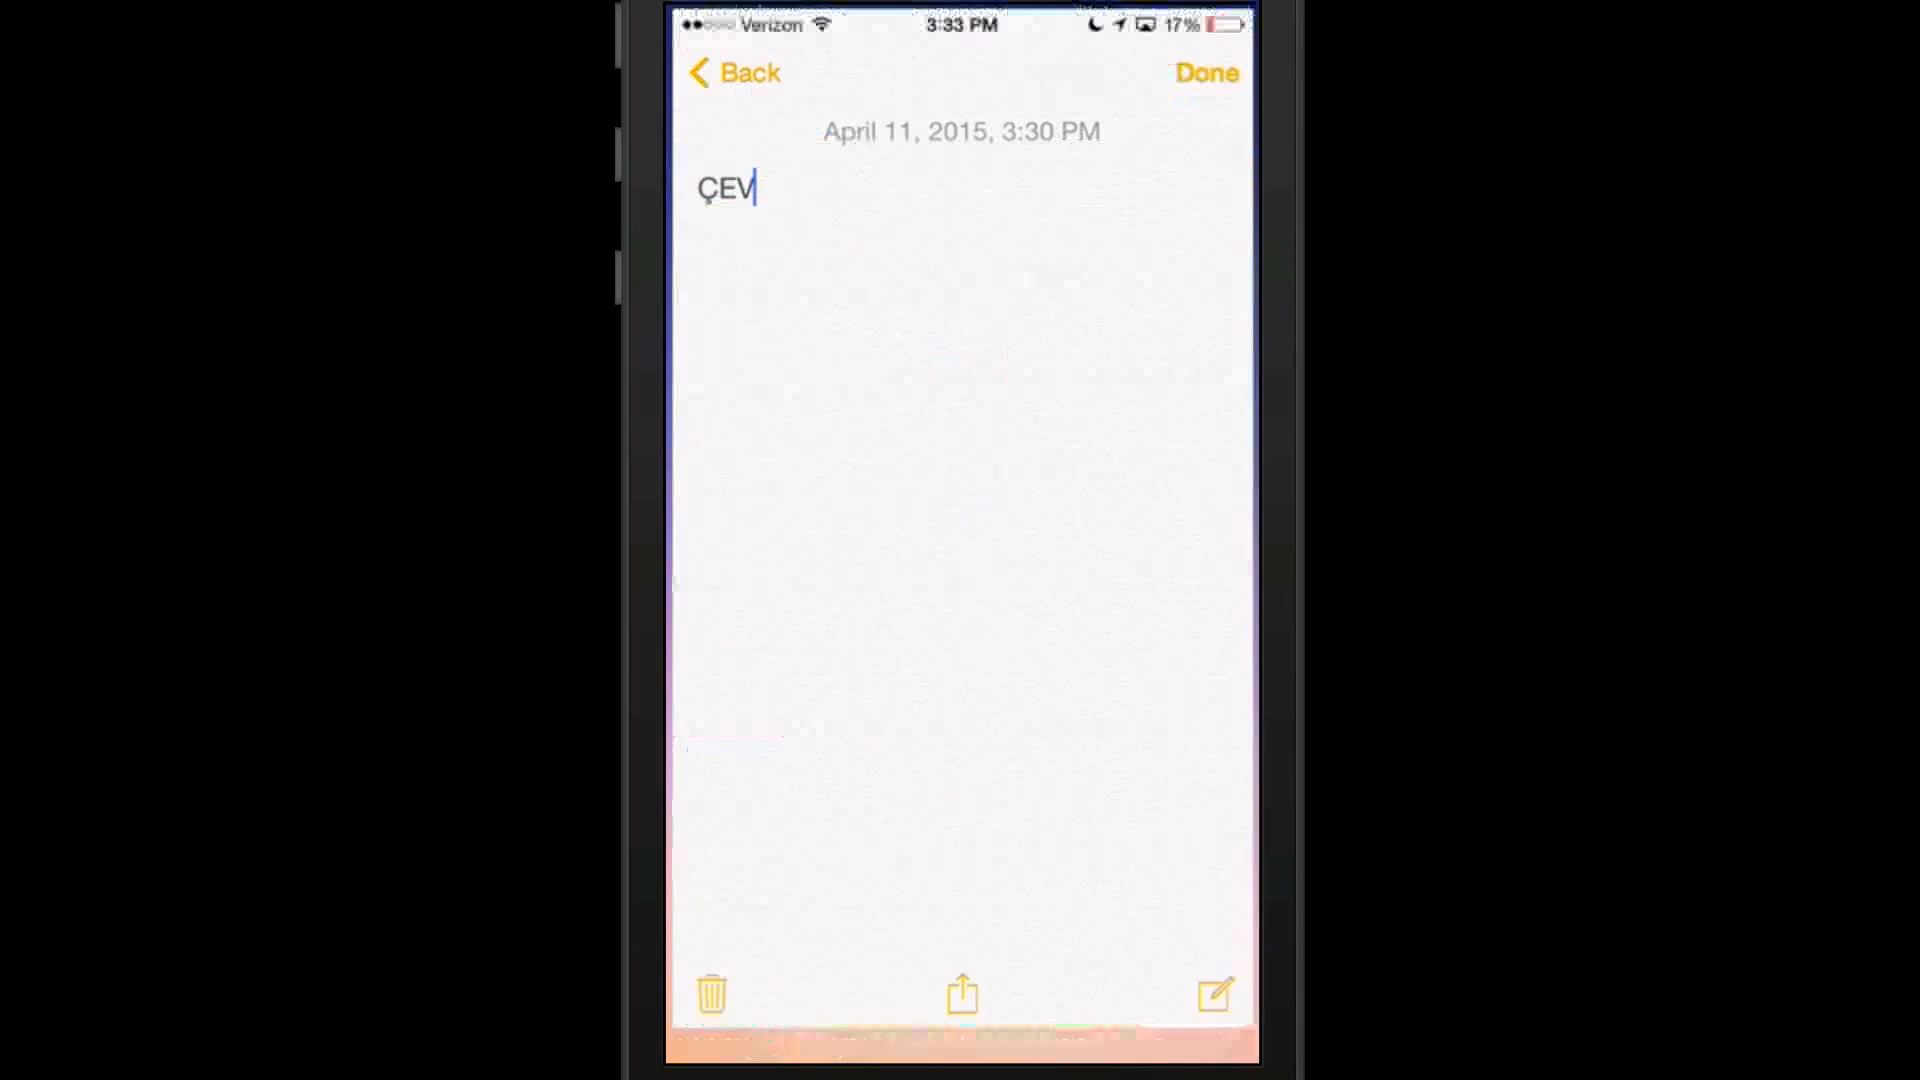 Verizon 3:33 PM 17%
Back Done
April 11, 2015, 3:30 PM
ÇEV